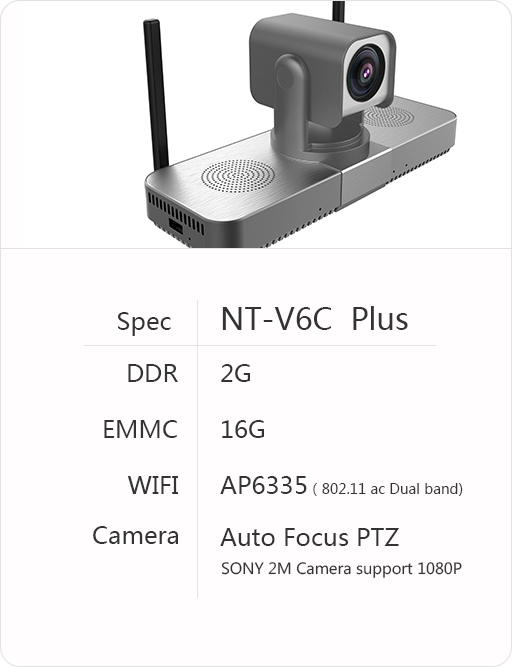 Spec NT-V6C Plus
DDR 2G
EMMC 16G
WIFI AP6335 ( 802.11 ac Dual band)
Camera Auto Focus PTZ
SONY 2M Camera support 1080P